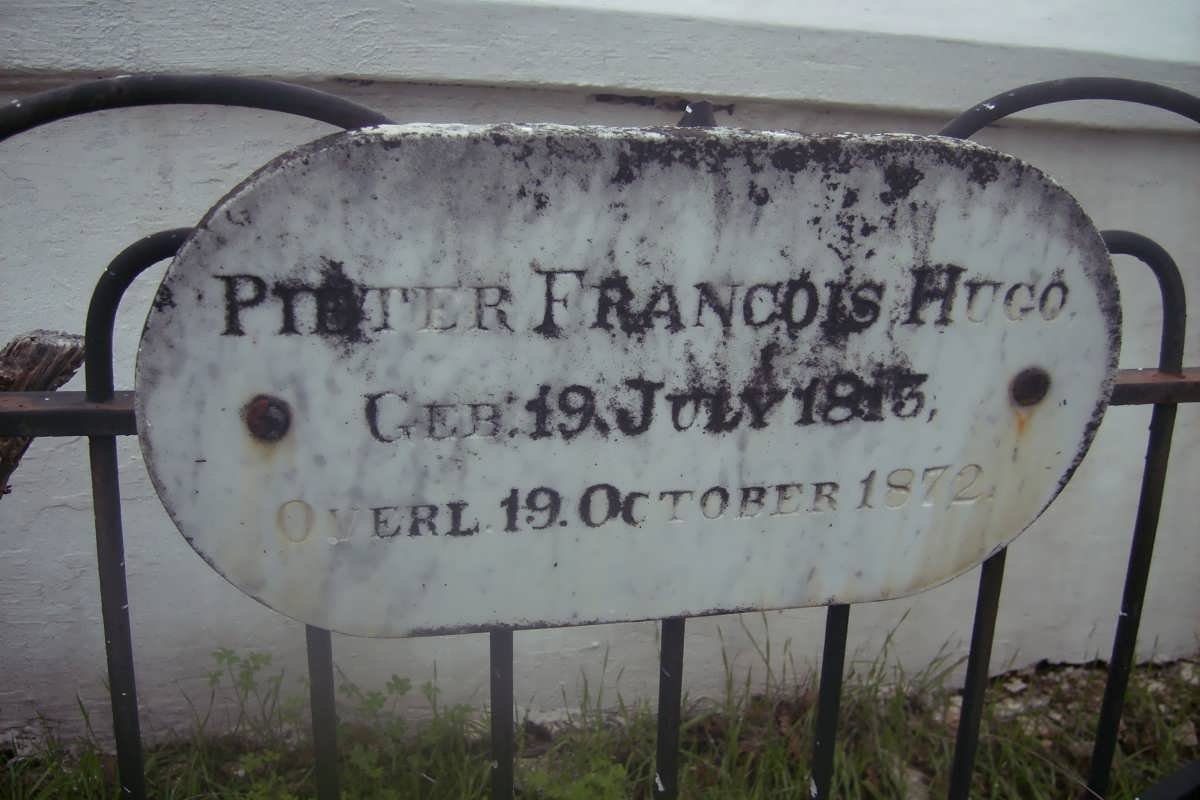 PIETER FRANCOIS HUGO.
GEB. 19. JULY 1813,
OVERL. 19. OCTOBER 1872.